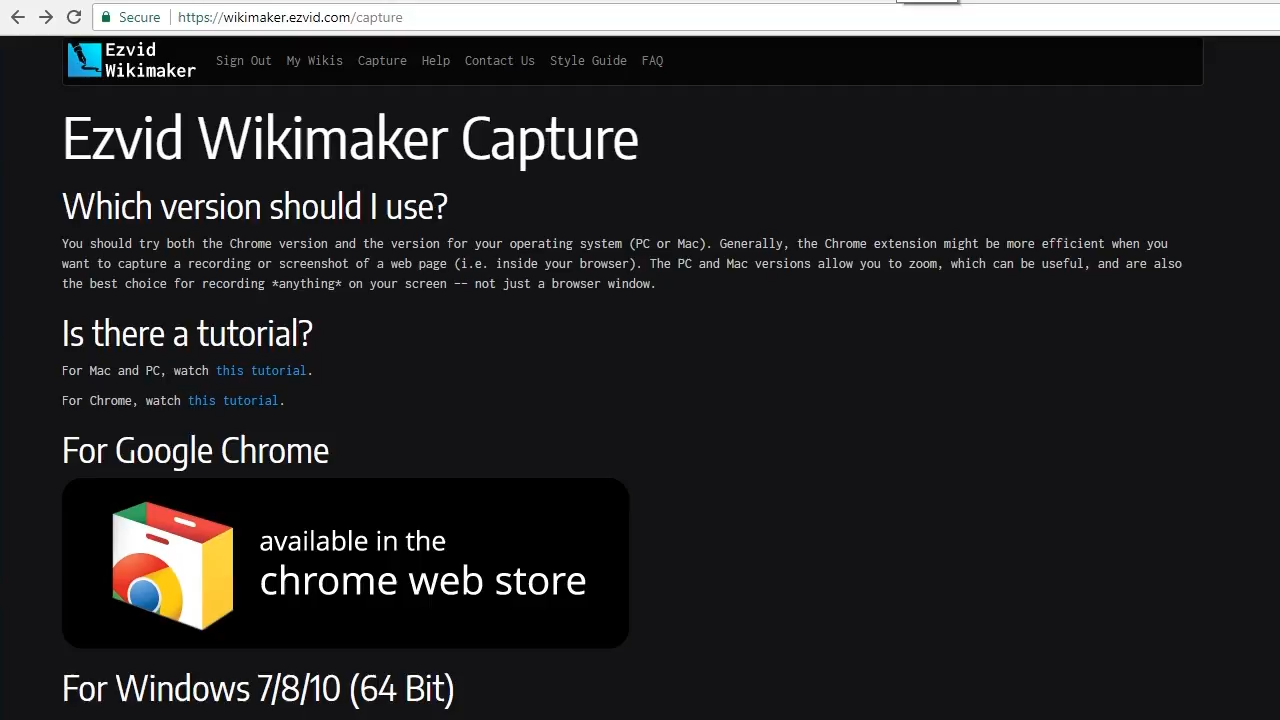 Secure https://wikimaker.ezvid.com/capture
Ezvid
Wikimaker
Sign Out My Wikis Capture Help Contact Us Style Guide FAQ
Ezvid Wikimaker Capture
Which version should I use?
You should try both the Chrome version and the version for your operating system (PC or Mac). Generally, the Chrome extension might be more efficient when you
want to capture a recording or screenshot of a web page (i.e. inside your browser). The PC and Mac versions allow you to zoom, which can be useful, and are also
the best choice for recording *anything* on your screen -- not just a browser window.
Is there a tutorial?
For Mac and PC, watch this tutorial.
For Chrome, watch this tutorial.
For Google Chrome
available in the
chrome web store
For Windows 7/8/10 (64 Bit)